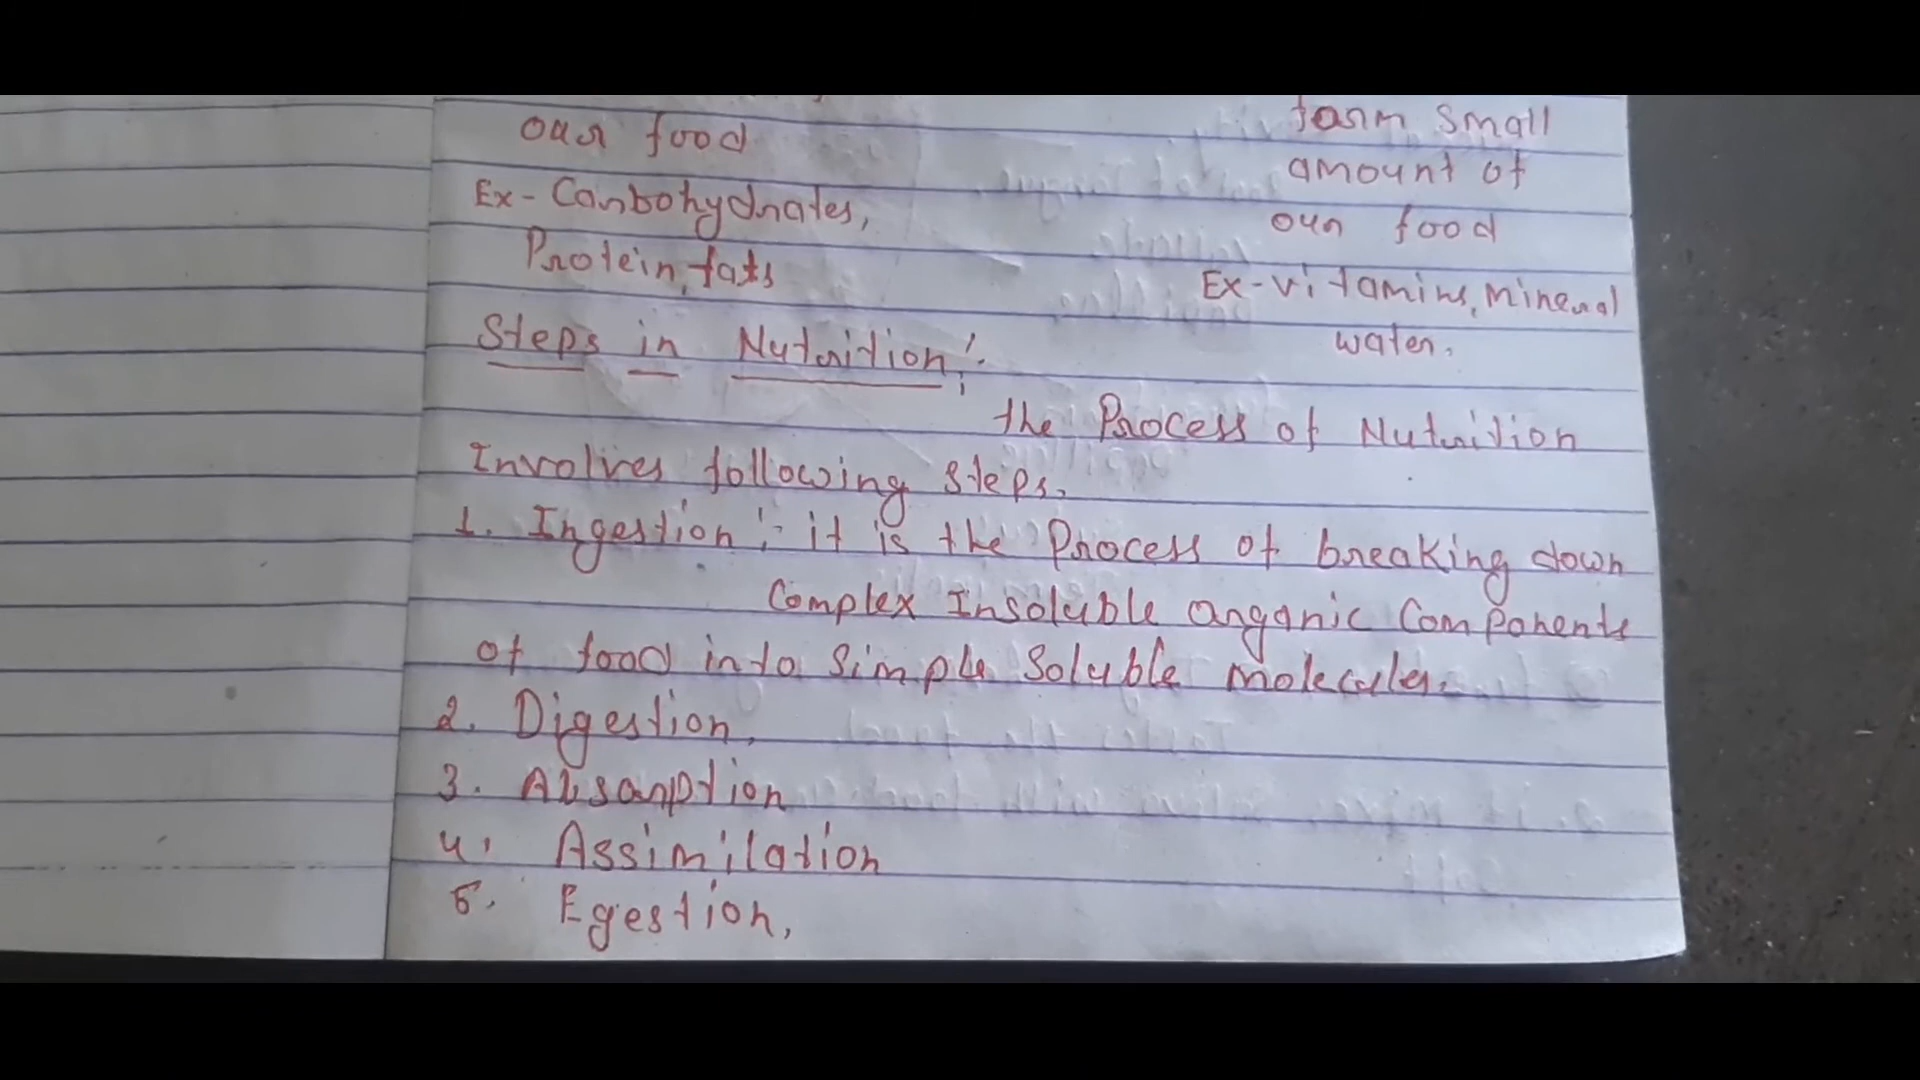 our food
Ex- Carbohydrates,
Protein, fats
form small
amount of
our food
Ex- vitamins, mineral
water.
Steps in Nutrition:
the Process of Nutrition
Involves following steps.
1. Ingestion: it is the Process of breaking down
Complex Insoluble organic Components
of food into simple soluble molecules.
2. Digestion,
3. Absorption
4. Assimilation
5. Egestion,